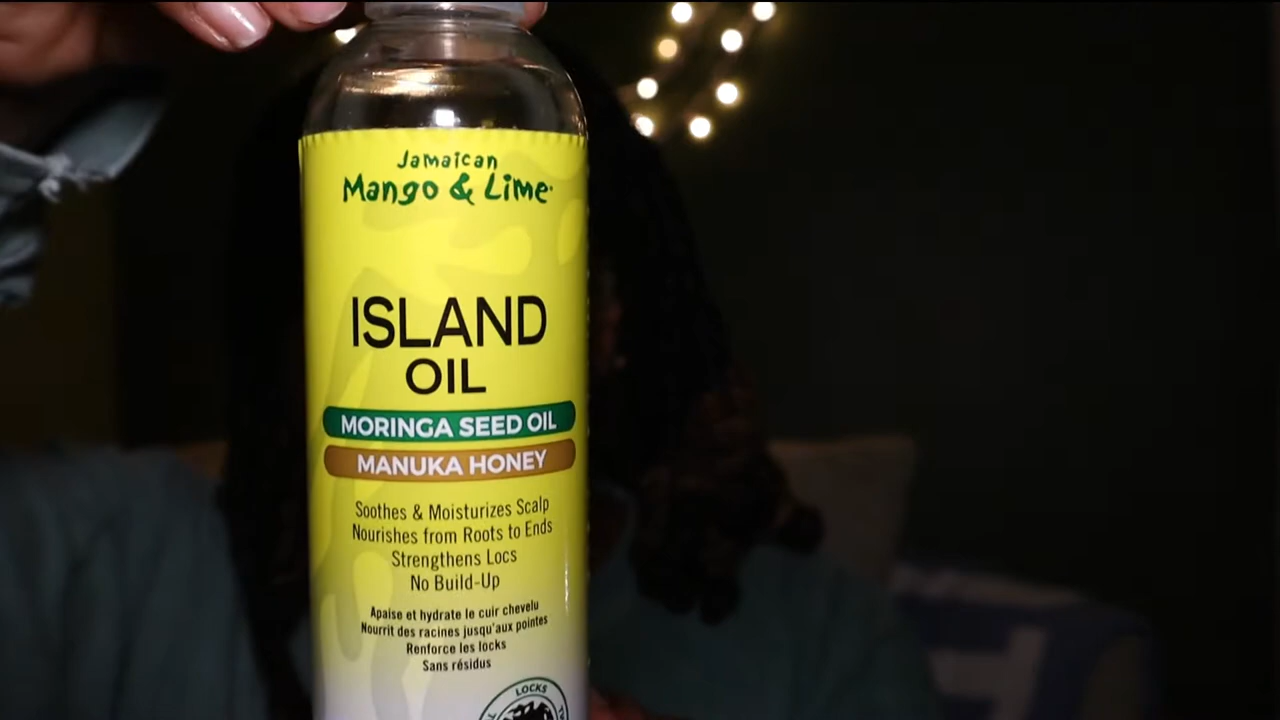 Jamaican
Mango & Lime
ISLAND
OIL
MORINGA SEED OIL
MANUKA HONEY
Soothes & Moisturizes Scalp
Nourishes from Roots to Ends
Strengthens Locs
No Build-Up
Apaise et hydrate le cuir chevelu
Nourrit des racines jusqu'aux pointes
Renforce les locks
Sans résidus
LOCKS